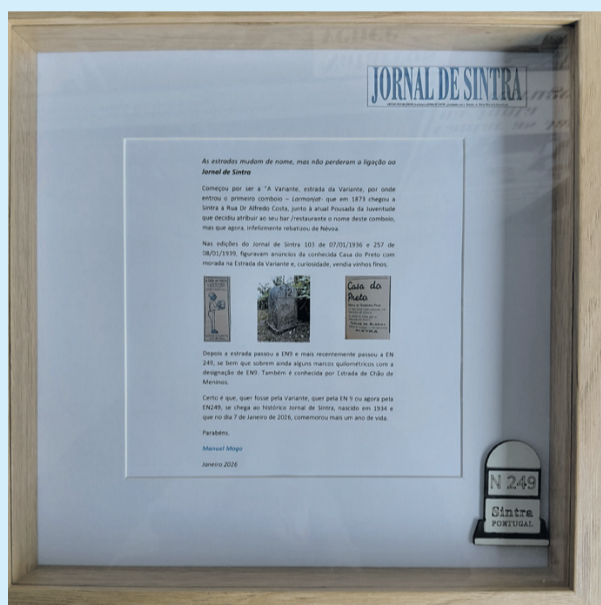 JORNAL DE SINTRA
As estradas mudam de nome, mas não perderam a ligação ao
Jornal de Sintra
Começou por ser a "A Variante, estrada da Variante, por onde
entrou o primeiro comboio – Larmanjat- que em 1873 chegou a
Sintra à Rua Dr Alfredo Costa, junto à atual Pousada da Juventude
que decidiu atribuir ao seu bar /restaurante o nome deste comboio,
mas que agora, infelizmente rebatizou de Névoa.
Nas edições do Jornal de Sintra 103 de 07/01/1936 e 257 de
08/01/1939, figuravam anúncios da conhecida Casa do Preto com
morada na Estrada da Variante e, curiosidade, vendia vinhos finos.
Casa do
Preto
Depois a estrada passou a EN9 e mais recentemente passou a EN
249, se bem que sobrem ainda alguns marcos quilométricos com a
designação de EN9. Também é conhecida por Estrada de Chão de
Meninos.
Certo é que, quer fosse pela Variante, quer pela EN 9 ou agora pela
EN249, se chega ao histórico Jornal de Sintra, nascido em 1934 e
que no dia 7 de Janeiro de 2026, comemorou mais um ano de vida.
Parabéns,
Manuel Mago
Janeiro 2026
N 249
Sintra
PORTUGAL